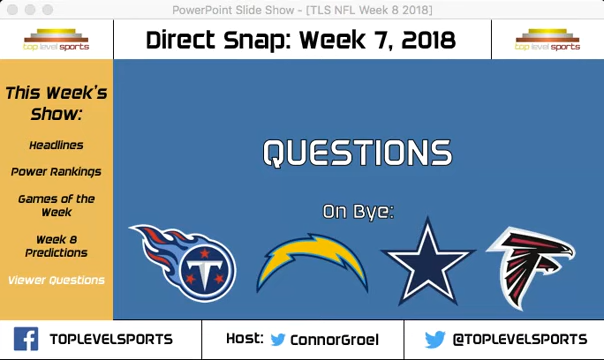 PowerPoint Slide Show - [TLS NFL Week 8 2018]
top level sports
Direct Snap: Week 7, 2018
top level sports
This Week's
Show:
Headlines
Power Rankings
Games of the
Week
Week 8
Predictions
Viewer Questions
QUESTIONS
On Bye:
T
TOPLEVELSPORTS
Host: ConnorGroel
@TOPLEVELSPORTS